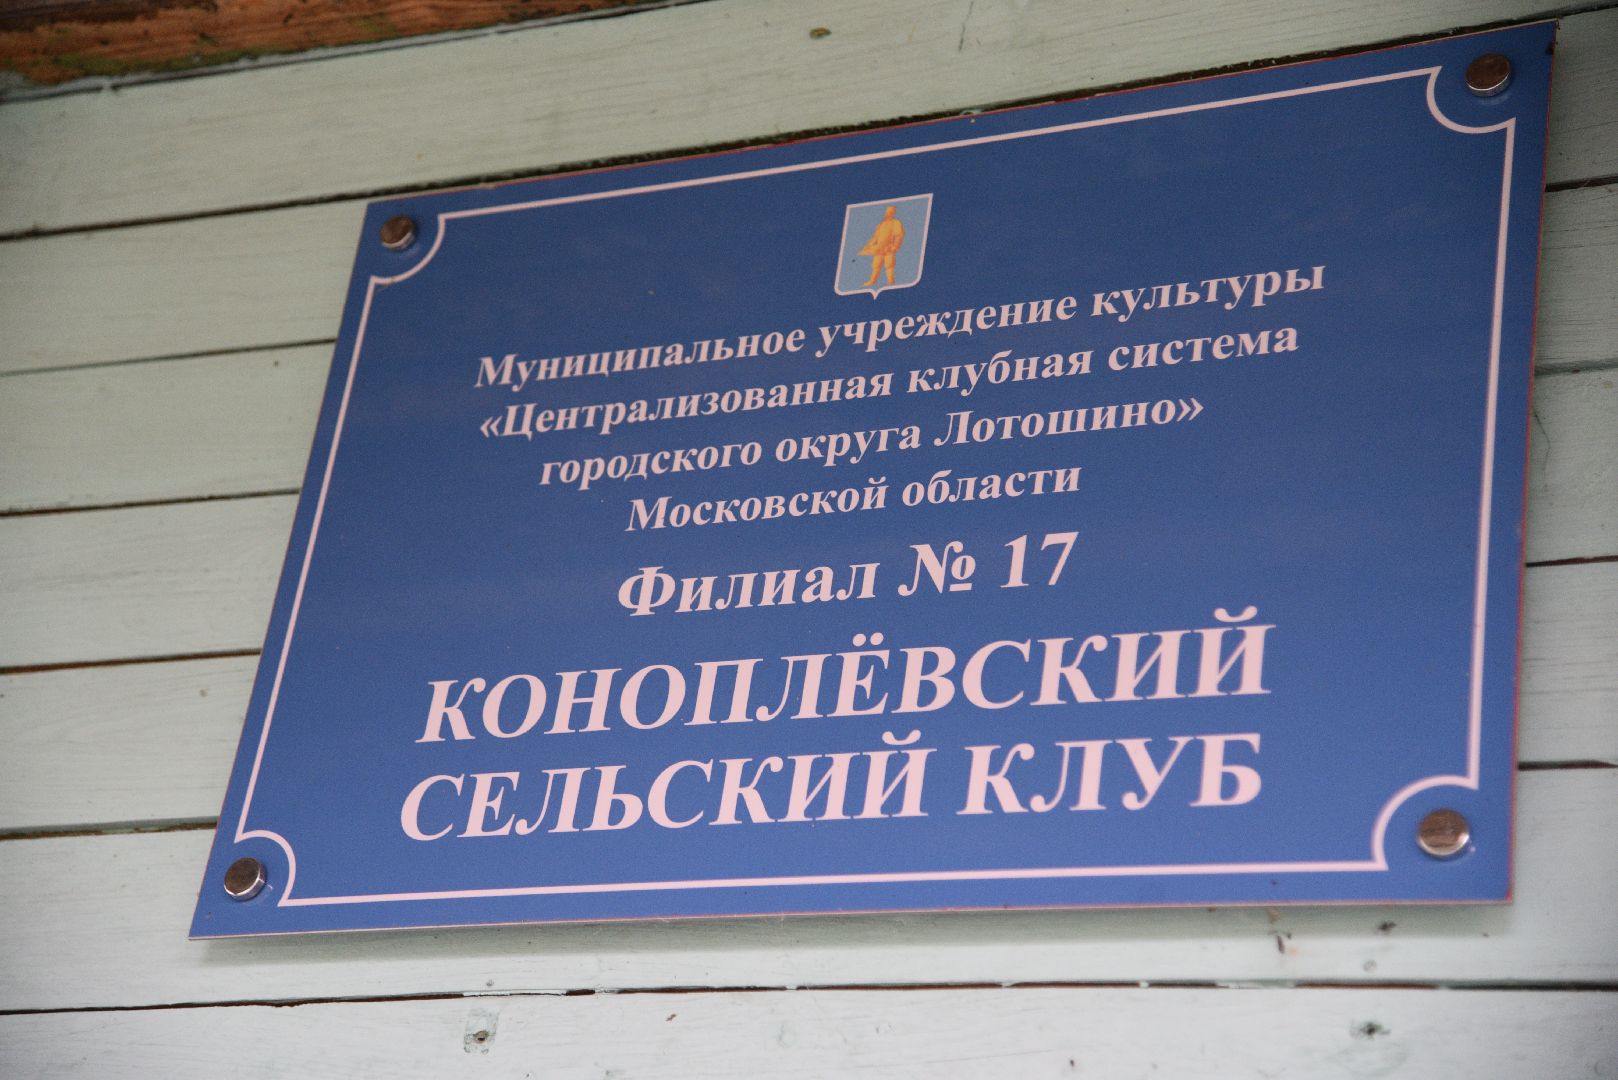 Муниципальное учреждение культуры
«Централизованная клубная система
городского округа Лотошино»
Московской области
Филиал № 17
КОНОПЛЁВСКИЙ
СЕЛЬСКИЙ КЛУБ